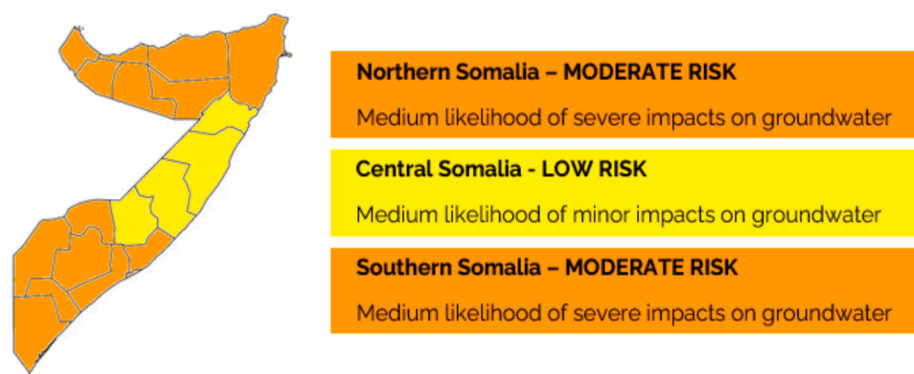 Northern Somalia – MODERATE RISK
Medium likelihood of severe impacts on groundwater
Central Somalia - LOW RISK
Medium likelihood of minor impacts on groundwater
Southern Somalia – MODERATE RISK
Medium likelihood of severe impacts on groundwater